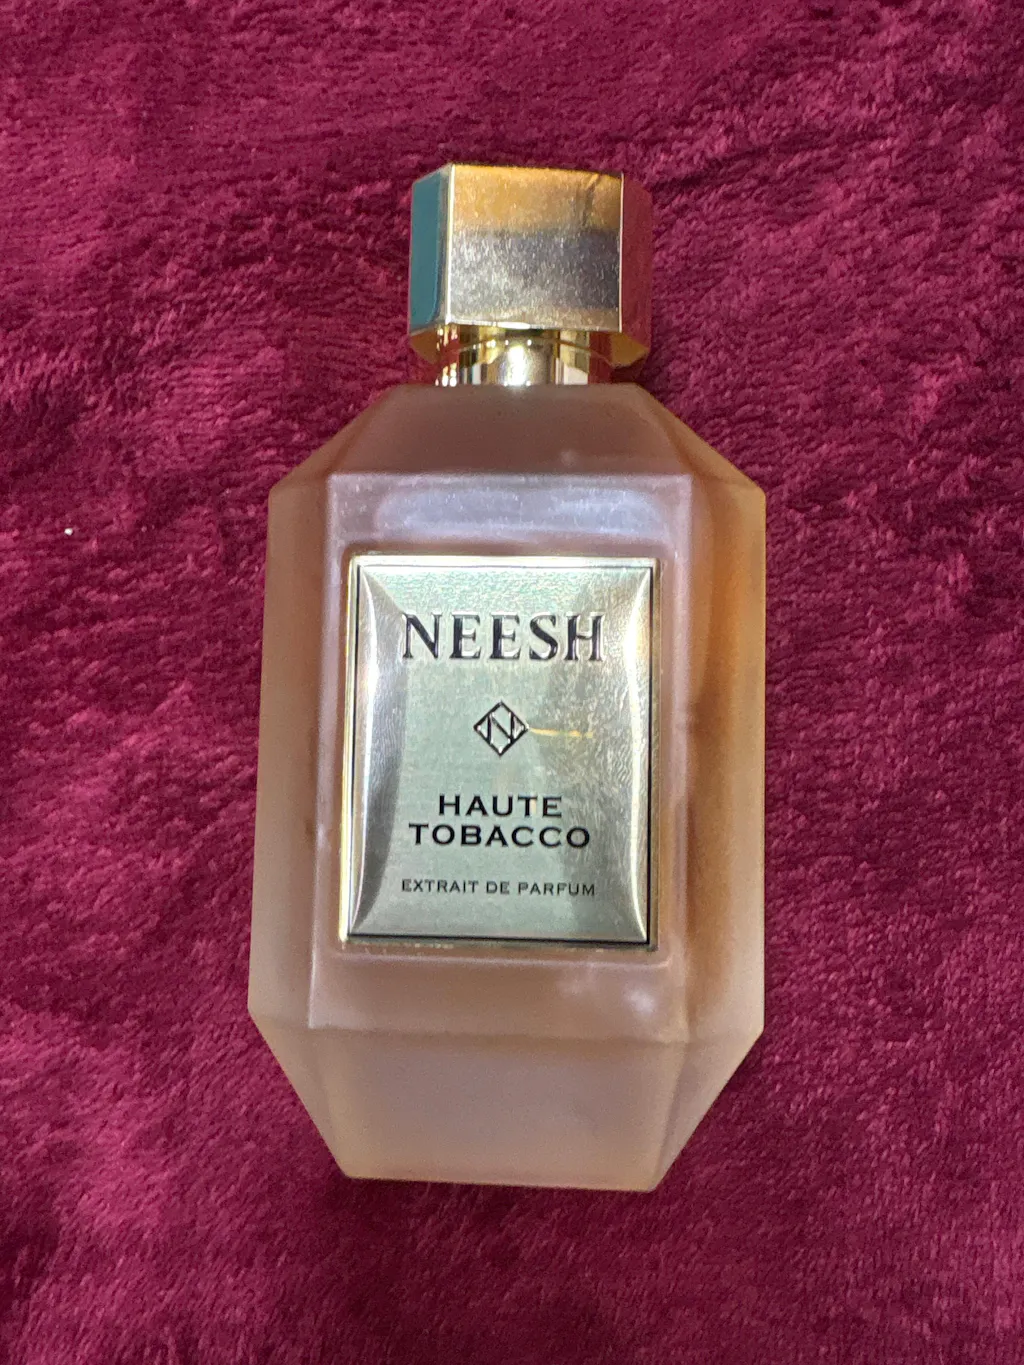 NEESH
N
HAUTE
TOBACCO
EXTRAIT DE PARFUM